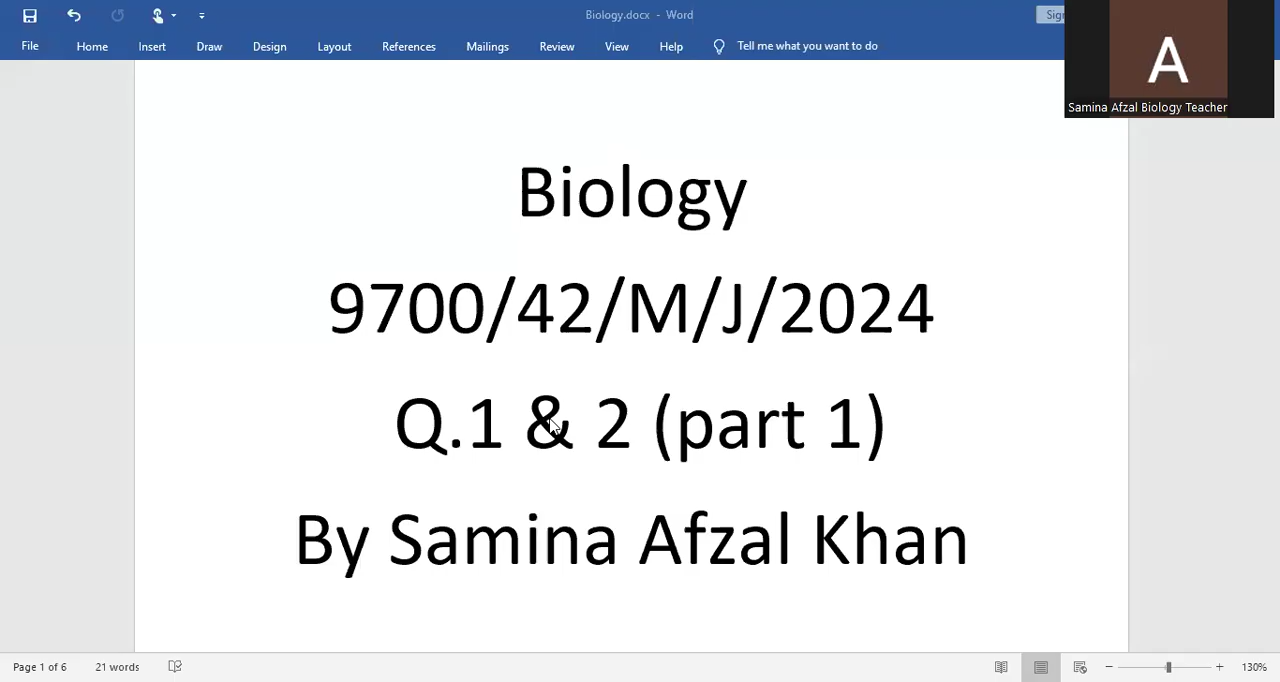 Biology.docx - Word
Sig
File Home Insert Draw Design Layout References Mailings Review View Help Tell me what you want to do
A
Samina Afzal Biology Teacher
Biology
9700/42/M/J/2024
Q.1 & 2 (part 1)
By Samina Afzal Khan
Page 1 of 6 21 words 130%